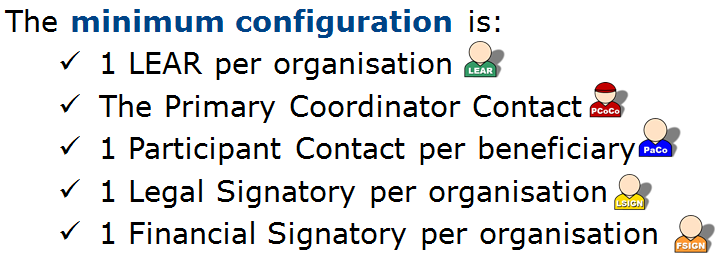 The minimum configuration is:
✓ 1 LEAR per organisation LEAR
✓ The Primary Coordinator Contact PCoCo
✓ 1 Participant Contact per beneficiary PaCo
✓ 1 Legal Signatory per organisation LSIGN
✓ 1 Financial Signatory per organisation FSIGN